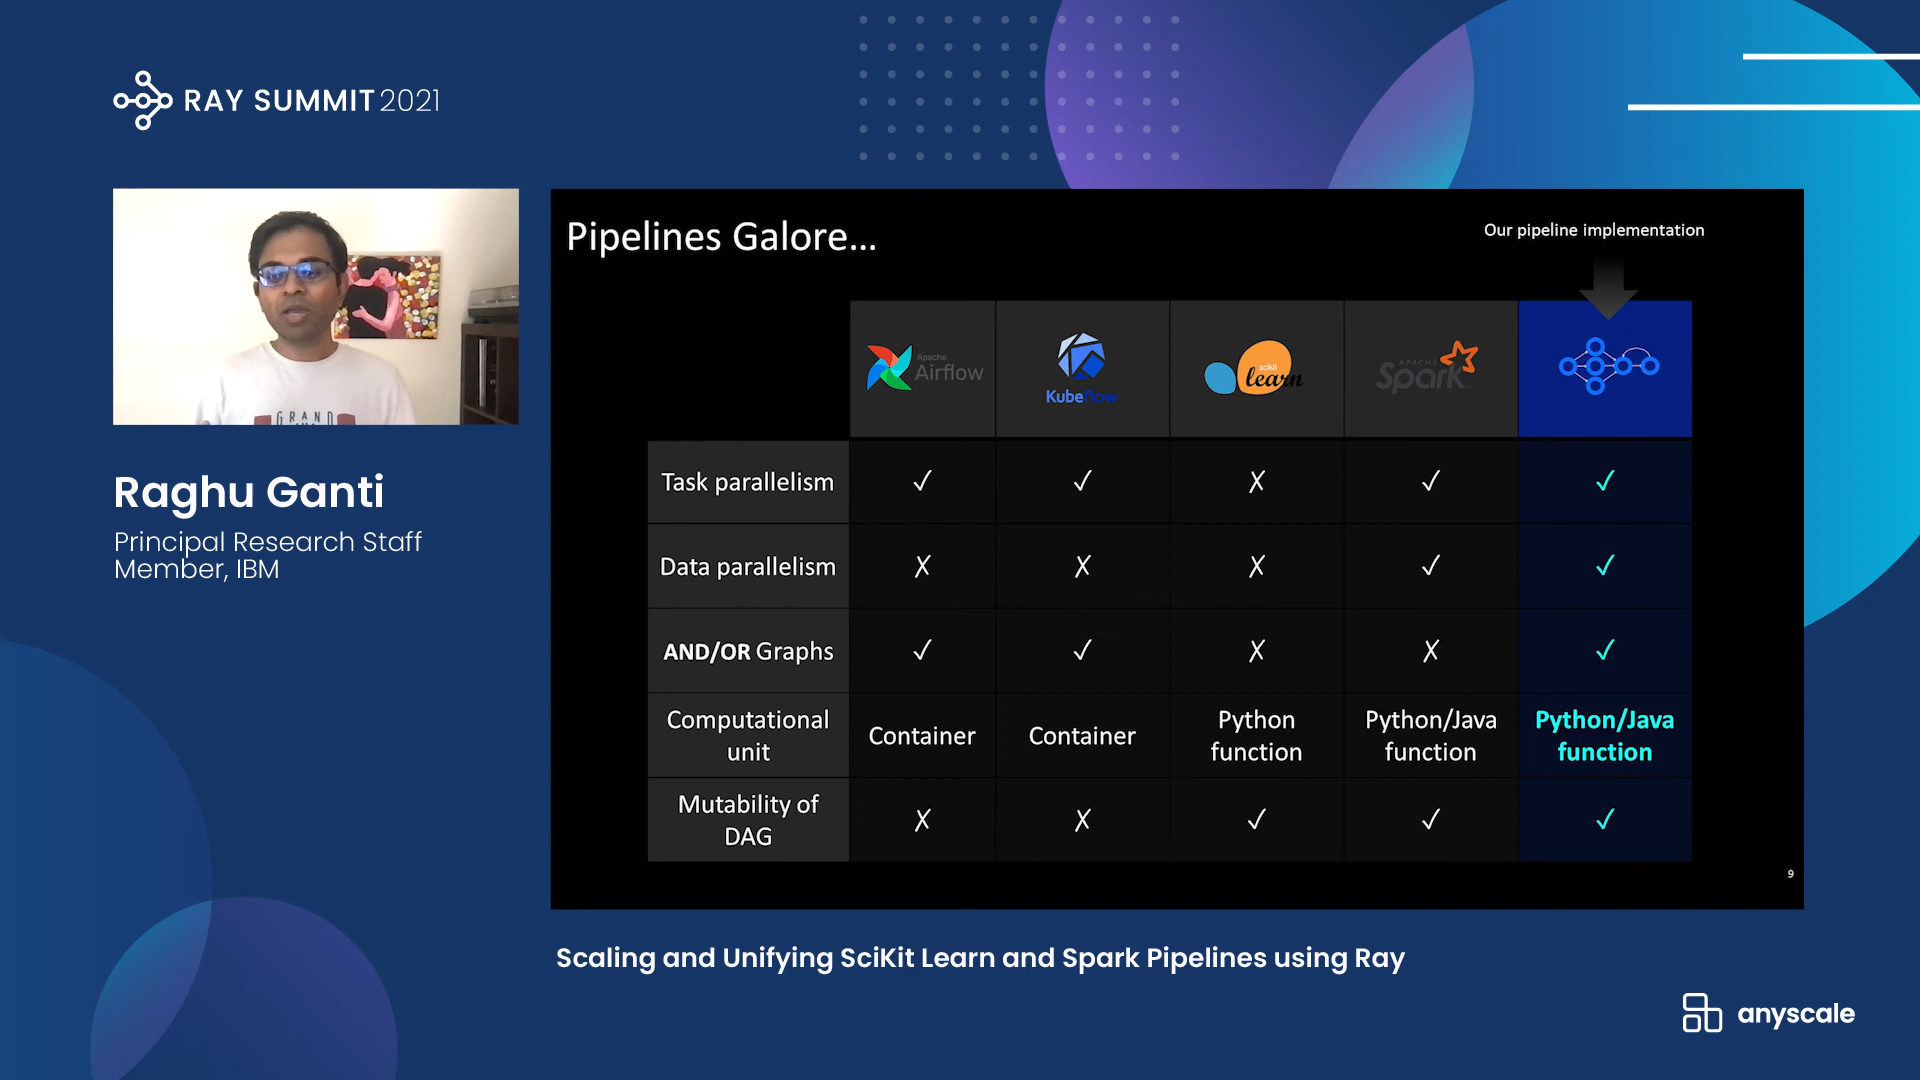 RAY SUMMIT 2021
GRAND
Raghu Ganti
Principal Research Staff
Member, IBM
Pipelines Galore...
Our pipeline implementation
Apache
Airflow
Kubeflow
scikit
learn
APACHE
Spark
Task parallelism ✓ ✓ ✗ ✓ ✓
Data parallelism ✗ ✗ ✗ ✓ ✓
AND/OR Graphs ✓ ✓ ✗ ✗ ✓
Computational
unit
Container
Container
Python
function
Python/Java
function
Python/Java
function
Mutability of
DAG
✗ ✗ ✓ ✓ ✓
9
Scaling and Unifying SciKit Learn and Spark Pipelines using Ray
anyscale